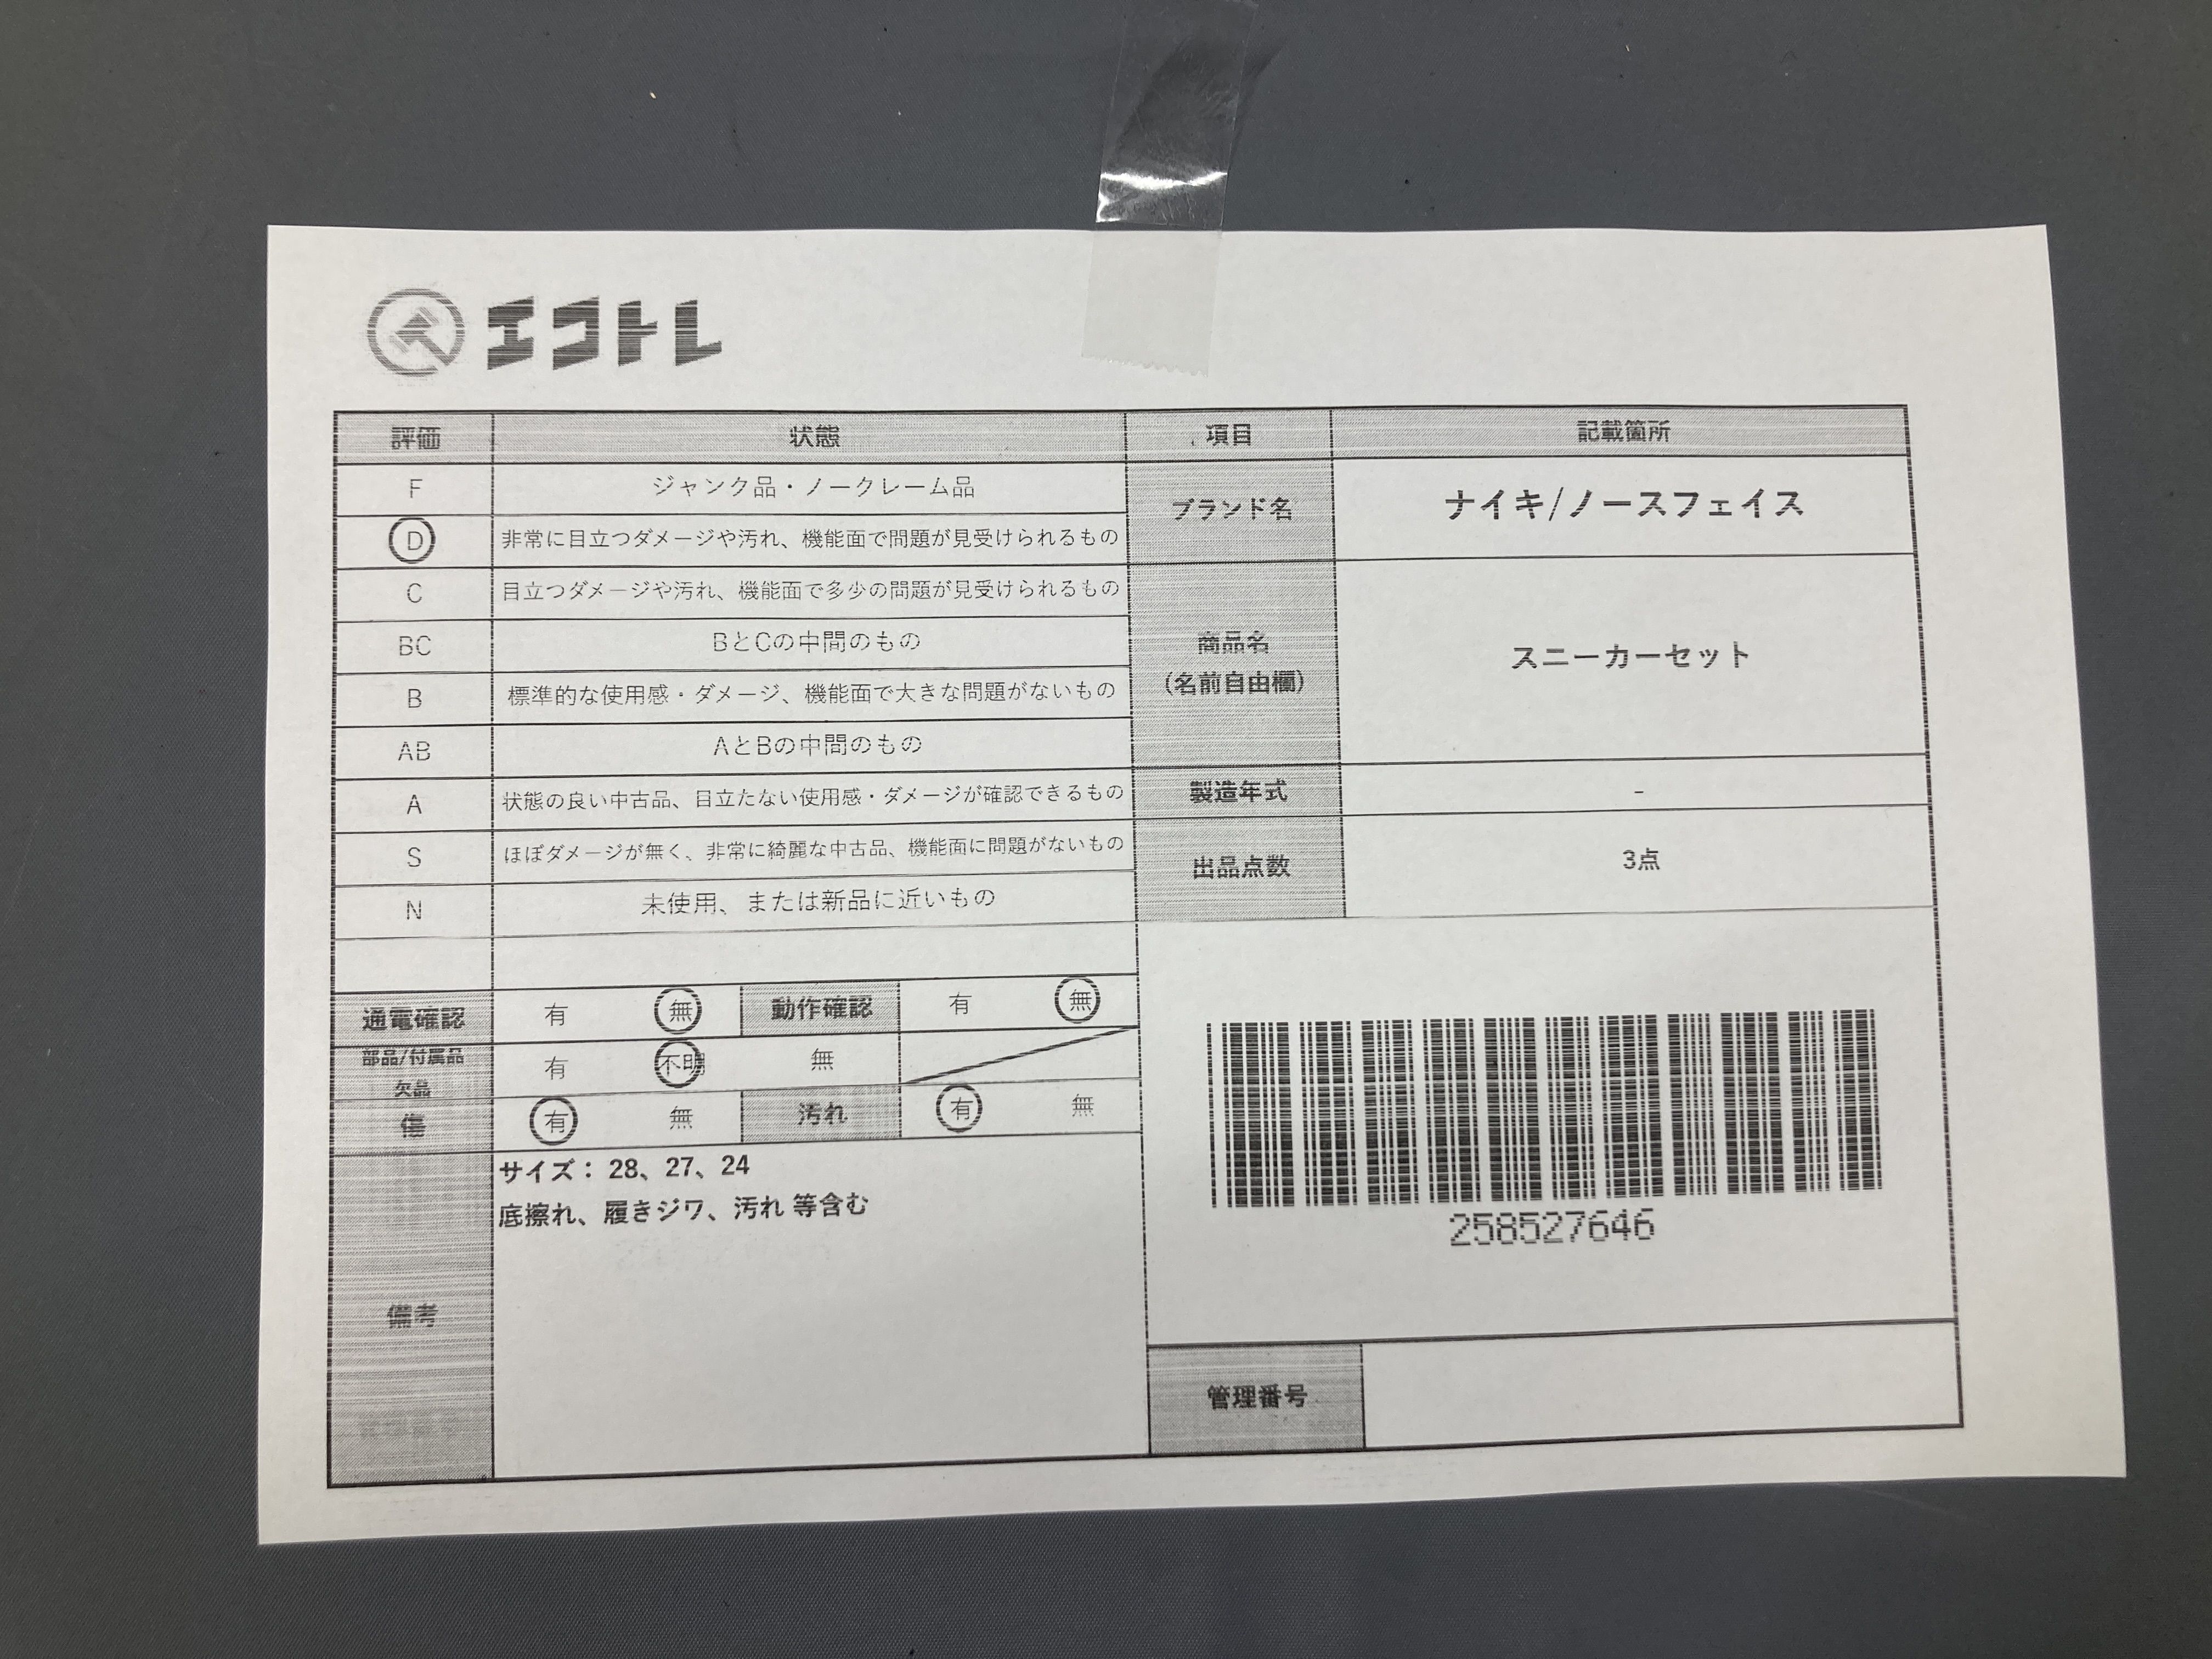 エコトレ
評価 状態 項目 記載箇所
F ジャンク品・ノークレーム品
D 非常に目立つダメージや汚れ、機能面で問題が見受けられるもの
C 目立つダメージや汚れ、機能面で多少の問題が見受けられるもの
BC BとCの中間のもの
B 標準的な使用感・ダメージ、機能面で大きな問題がないもの
AB AとBの中間のもの
A 状態の良い中古品、目立たない使用感・ダメージが確認できるもの
S ほぼダメージが無く、非常に綺麗な中古品、機能面に問題がないもの
N 未使用、または新品に近いもの
ブランド名 ナイキ/ノースフェイス
商品名
(名前自由欄)
スニーカーセット
製造年式 -
出品点数 3点
通電確認 有 無 動作確認 有 無
部品/付属品
欠品
有 不明 無
傷 有 無 汚れ 有 無
備考
サイズ： 28、27、24
底擦れ、履きジワ、汚れ 等含む
258527646
管理番号